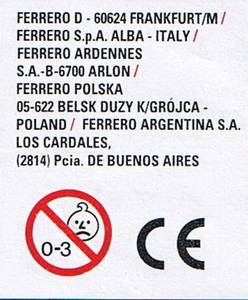 FERRERO D - 60624 FRANKFURT/M /
FERRERO S.p.A. ALBA - ITALY /
FERRERO ARDENNES
S.A.-B-6700 ARLON /
FERRERO POLSKA
05-622 BELSK DUZY K/GRÓJCA -
POLAND / FERRERO ARGENTINA S.A.
LOS CARDALES,
(2814) Pcia. DE BUENOS AIRES
0-3
CE